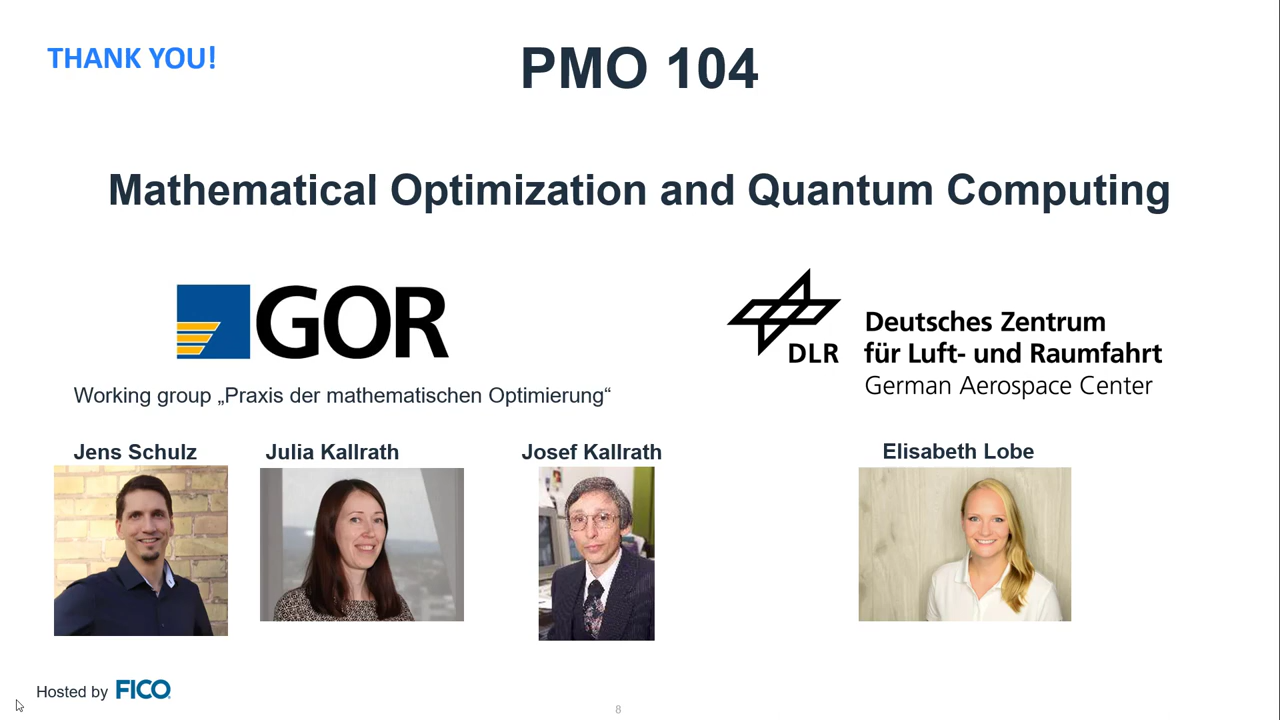 THANK YOU!
PMO 104
Mathematical Optimization and Quantum Computing
GOR
DLR
Deutsches Zentrum
für Luft- und Raumfahrt
German Aerospace Center
Working group „Praxis der mathematischen Optimierung“
Jens Schulz
Julia Kallrath
Josef Kallrath
Elisabeth Lobe
Hosted by FICO
8